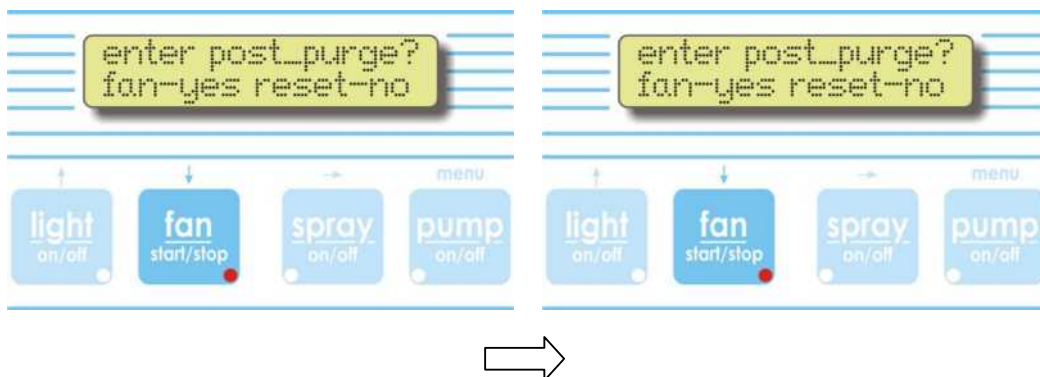 enter post_purge?
fan-yes reset-no
menu
light
on/off
fan
start/stop
spray
on/off
pump
on/off
enter post_purge?
fan-yes reset-no
menu
light
on/off
fan
start/stop
spray
on/off
pump
on/off